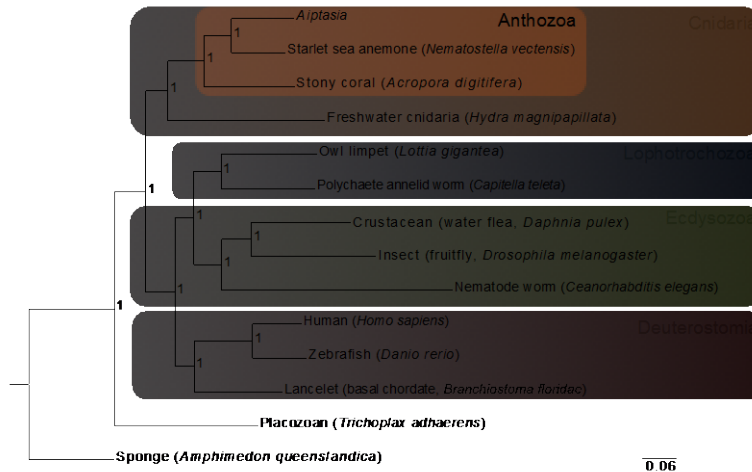 Aiptasia
Anthozoa
Cnidaria
1
Starlet sea anemone (Nematostella vectensis)
1
Stony coral (Acropora digitifera)
1
Freshwater cnidaria (Hydra magnipapillata)
Owl limpet (Lottia gigantea)
Lophotrochozoa
1
Polychaete annelid worm (Capitella teleta)
1
1
Ecdysozoa
Crustacean (water flea, Daphnia pulex)
1
1
Insect (fruitfly, Drosophila melanogaster)
1
Nematode worm (Ceanorhabditis elegans)
1
1
Human (Homo sapiens)
Deuterostomia
1
Zebrafish (Danio rerio)
1
Lancelet (basal chordate, Branchiostoma floridae)
Placozoan (Trichoplax adhaerens)
Sponge (Amphimedon queenslandica)
0.06